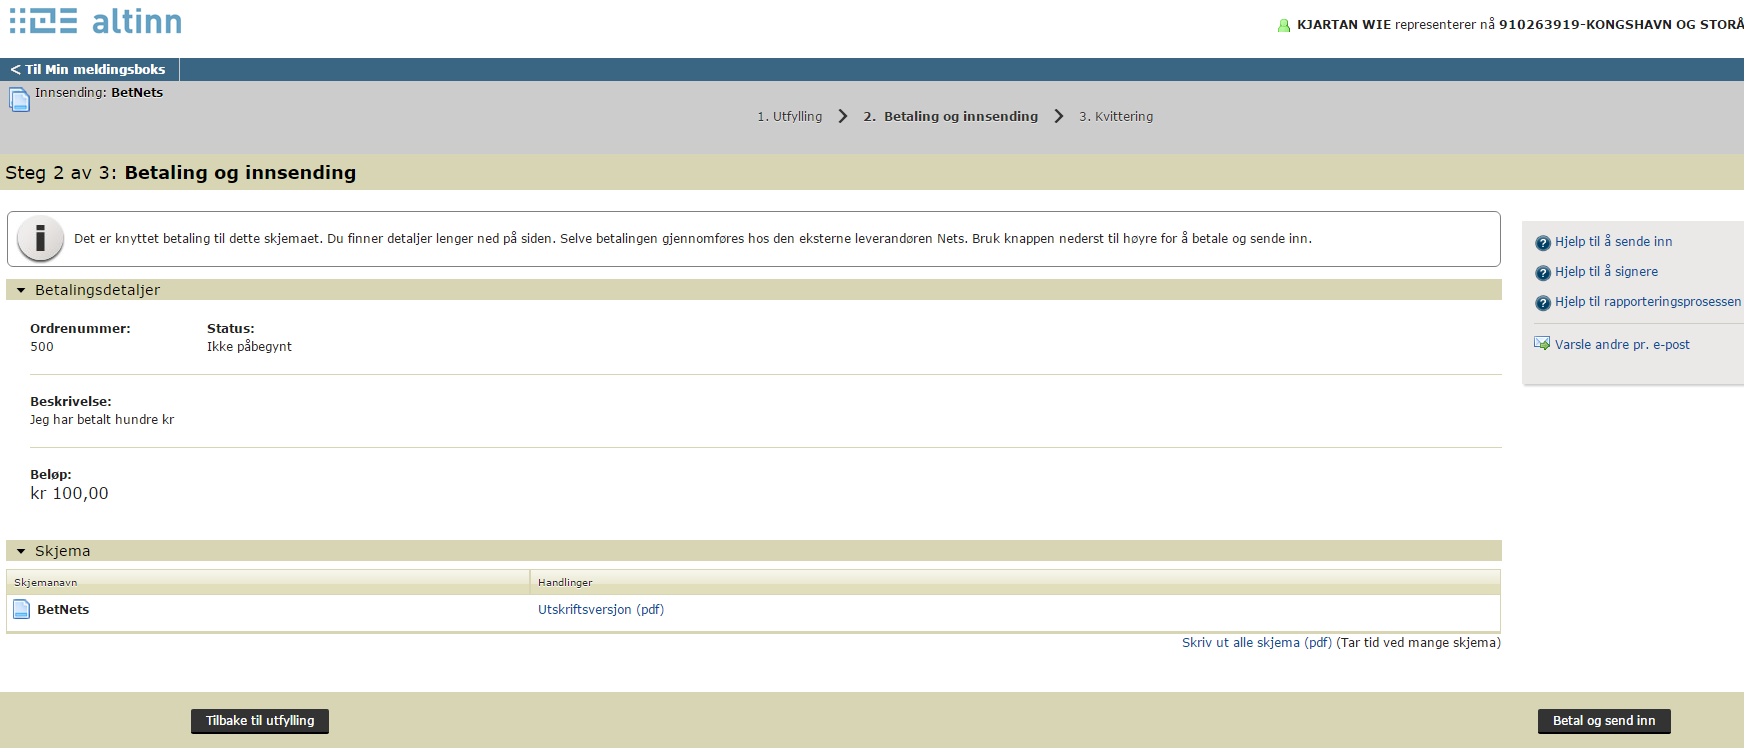 altinn
KJARTAN WIE representerer nå 910263919-KONGSHAVN OG STORÅ
< Til Min meldingsboks
Innsending: BetNets
1. Utfylling > 2. Betaling og innsending > 3. Kvittering
Steg 2 av 3: Betaling og innsending
Det er knyttet betaling til dette skjemaet. Du finner detaljer lenger ned på siden. Selve betalingen gjennomføres hos den eksterne leverandøren Nets. Bruk knappen nederst til høyre for å betale og sende inn.
Hjelp til å sende inn
Hjelp til å signere
Hjelp til rapporteringsprosessen
Varsle andre pr. e-post
Betalingsdetaljer
Ordrenummer: Status:
500 Ikke påbegynt
Beskrivelse:
Jeg har betalt hundre kr
Beløp:
kr 100,00
Skjema
Skjemanavn Handlinger
BetNets Utskriftsversjon (pdf)
Skriv ut alle skjema (pdf) (Tar tid ved mange skjema)
Tilbake til utfylling Betal og send inn